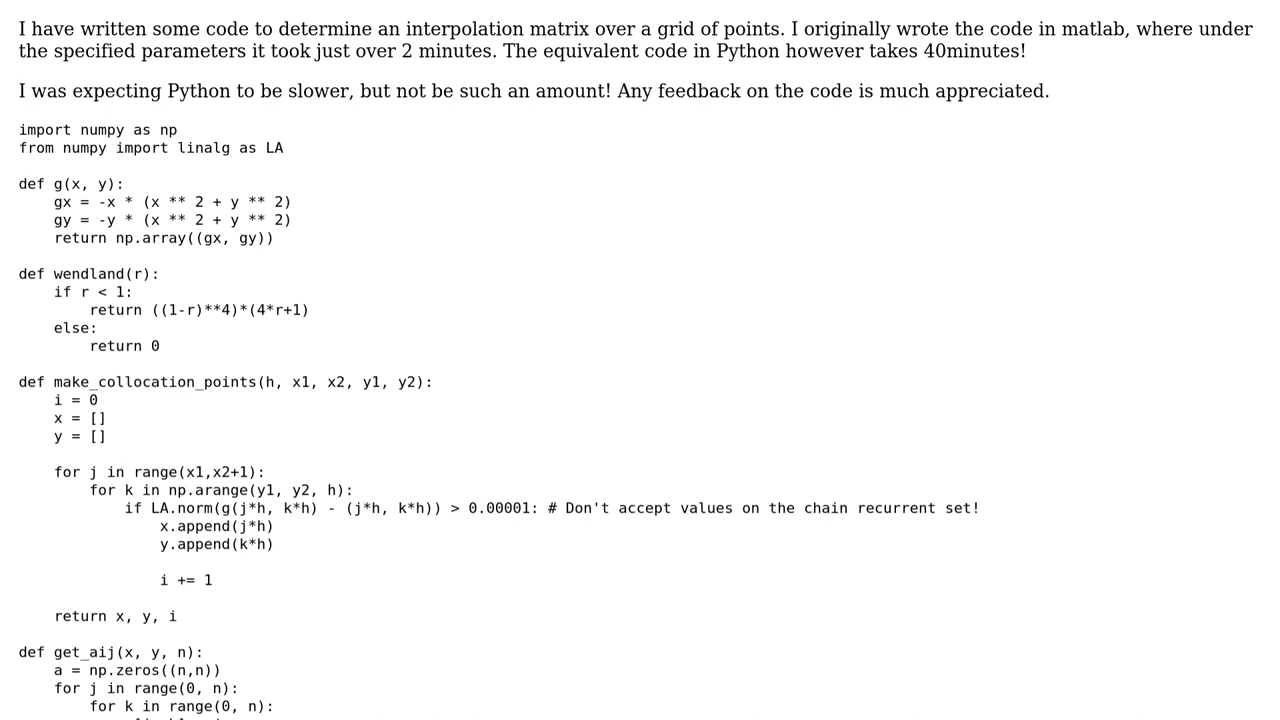 I have written some code to determine an interpolation matrix over a grid of points. I originally wrote the code in matlab, where under
the specified parameters it took just over 2 minutes. The equivalent code in Python however takes 40minutes!
I was expecting Python to be slower, but not be such an amount! Any feedback on the code is much appreciated.
import numpy as np
from numpy import linalg as LA
def g(x, y):
    gx = -x * (x ** 2 + y ** 2)
    gy = -y * (x ** 2 + y ** 2)
    return np.array((gx, gy))
def wendland(r):
    if r < 1:
        return ((1-r)**4)*(4*r+1)
    else:
        return 0
def make_collocation_points(h, x1, x2, y1, y2):
    i = 0
    x = []
    y = []
    for j in range(x1,x2+1):
        for k in np.arange(y1, y2, h):
            if LA.norm(g(j*h, k*h) - (j*h, k*h)) > 0.00001: # Don't accept values on the chain recurrent set!
                x.append(j*h)
                y.append(k*h)
                i += 1
    return x, y, i
def get_aij(x, y, n):
    a = np.zeros((n,n))
    for j in range(0, n):
        for k in range(0, n):